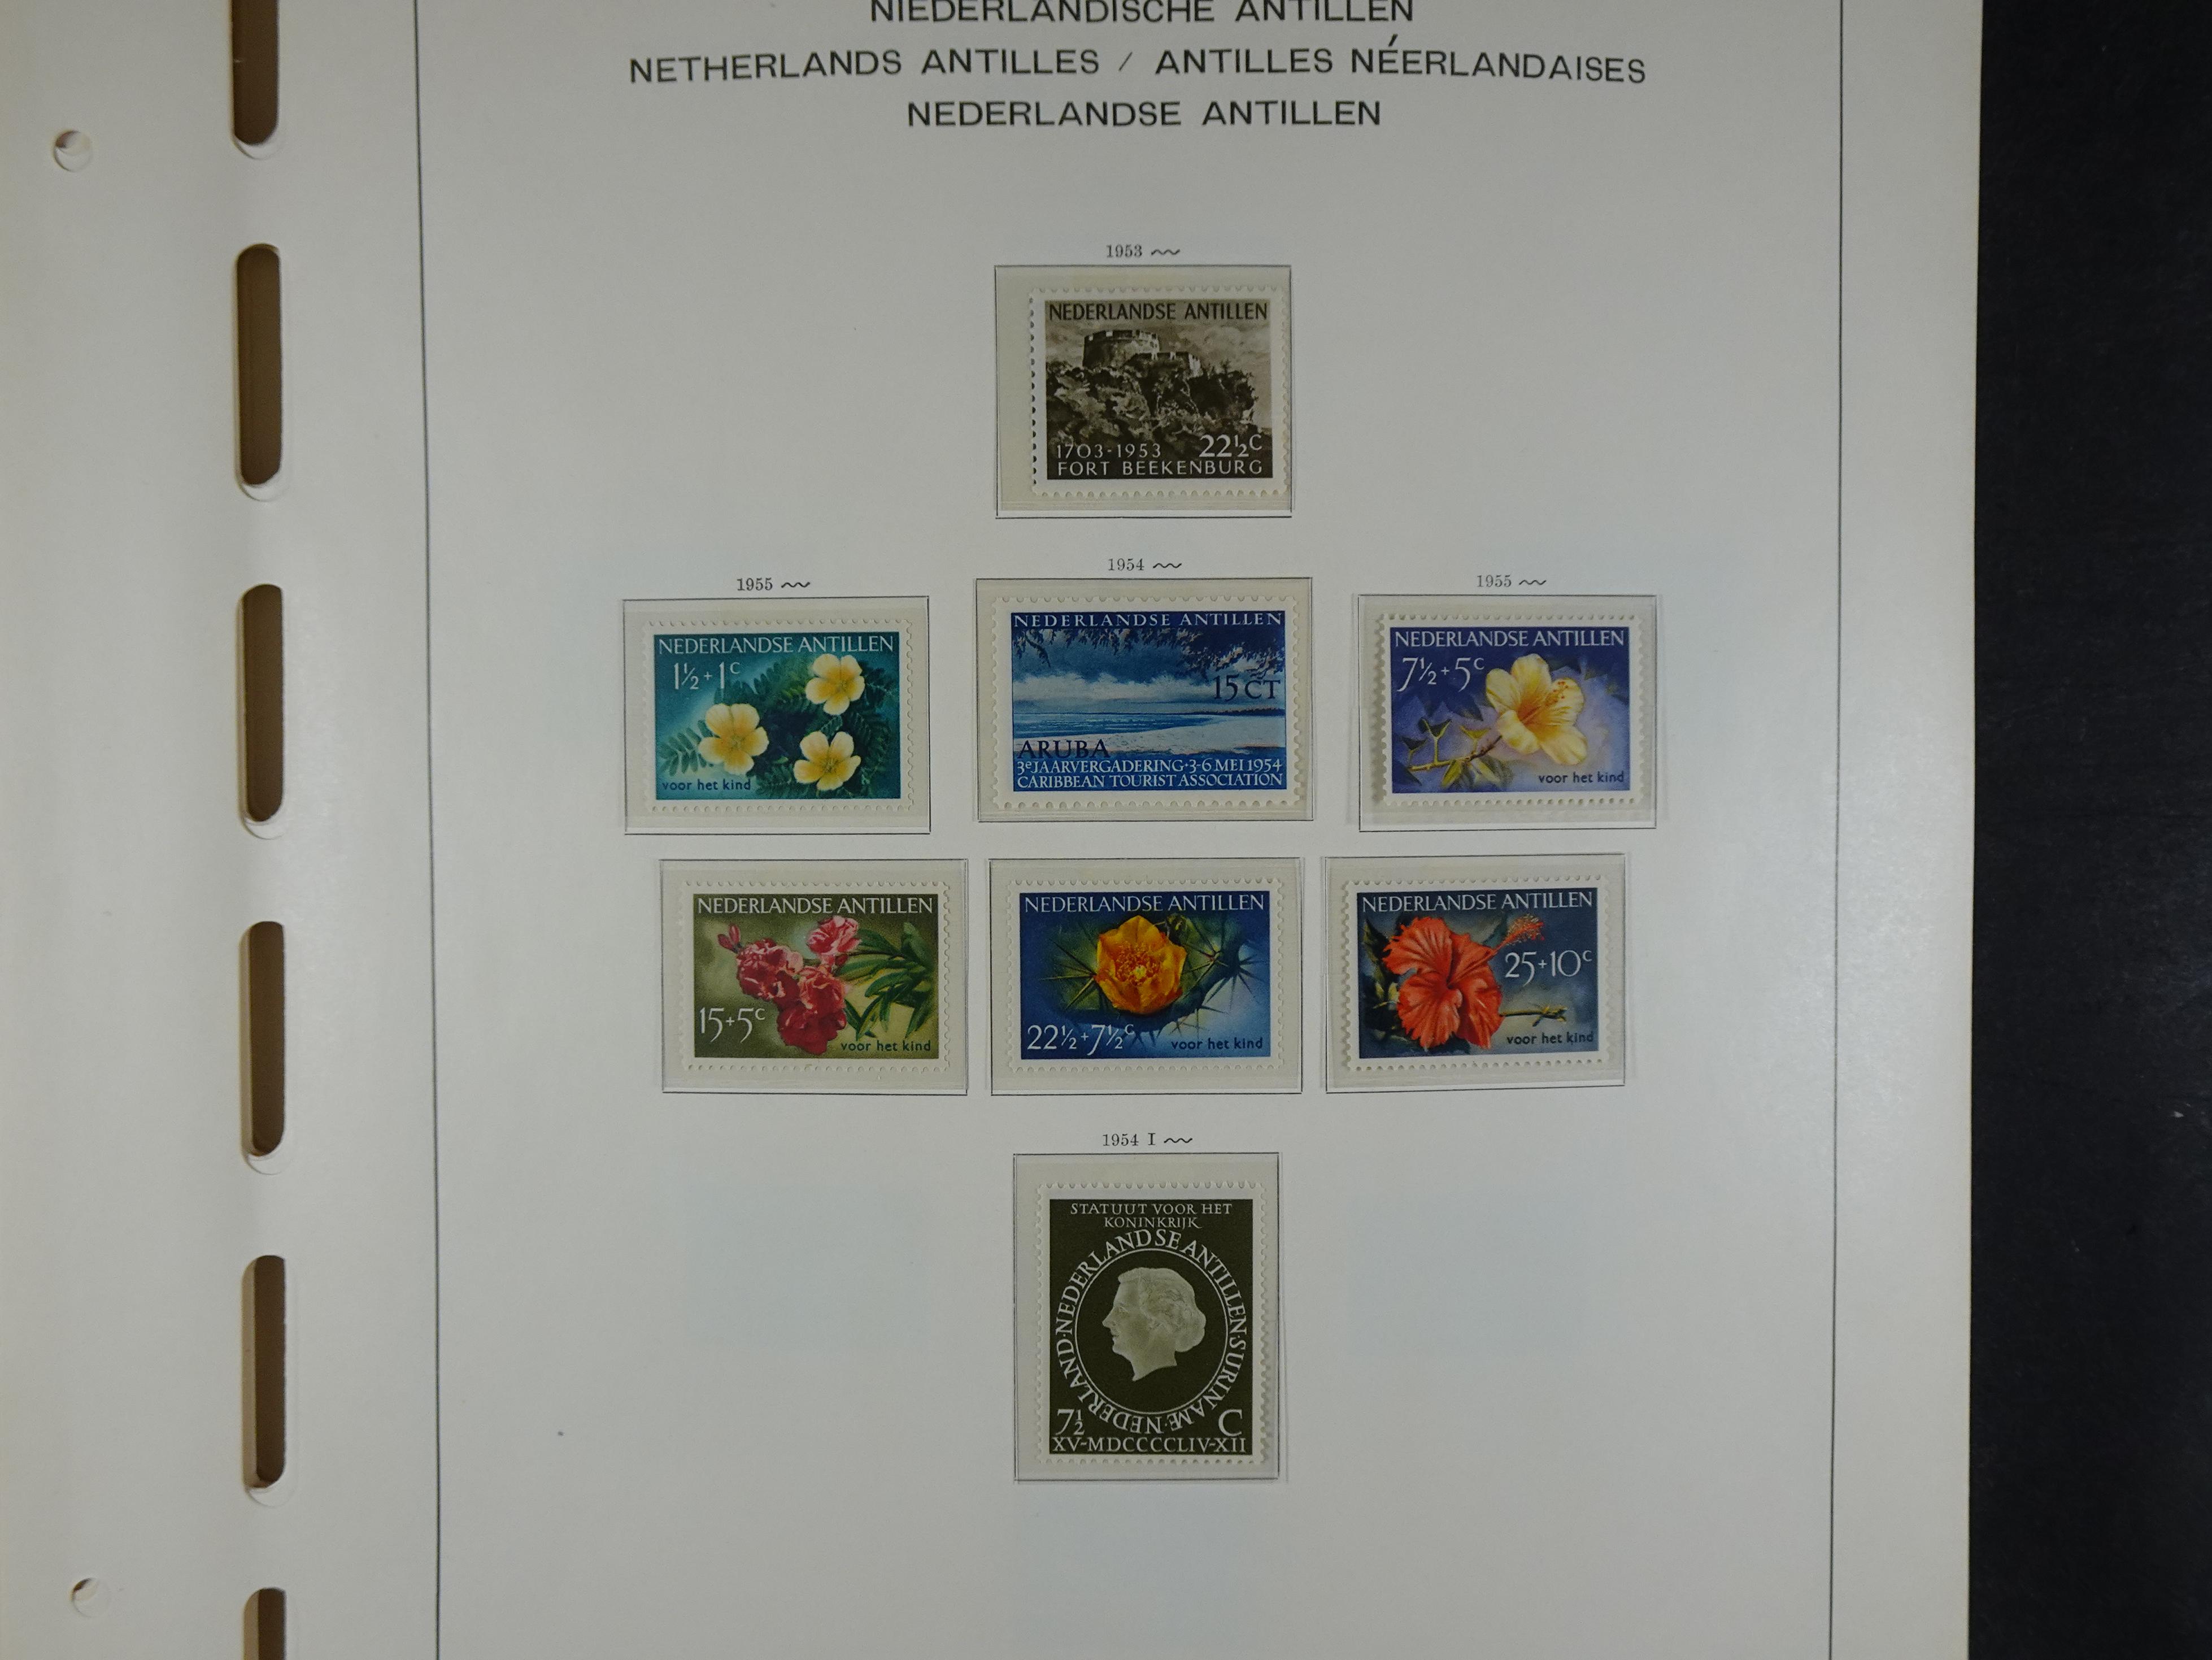 NIEDERLÄNDISCHE ANTILLEN
NETHERLANDS ANTILLES / ANTILLES NÉERLANDAISES
NEDERLANDSE ANTILLEN
1953
NEDERLANDSE ANTILLEN
1703-1953 22½C
FORT BEEKENBURG
1955
NEDERLANDSE ANTILLEN
1½+1C
voor het kind
1954
NEDERLANDSE ANTILLEN
15 CT
ARUBA
3e JAARVERGADERING·3-6 MEI 1954
CARIBBEAN TOURIST ASSOCIATION
1955
NEDERLANDSE ANTILLEN
7½+5C
voor het kind
NEDERLANDSE ANTILLEN
15+5C
voor het kind
NEDERLANDSE ANTILLEN
22½+7½C
voor het kind
NEDERLANDSE ANTILLEN
25+10C
voor het kind
1954 I
STATUUT VOOR HET
KONINKRIJK
NEDERLAND·NEDERLANDSE ANTILLEN·SURINAME·
7½ C
XV-MDCCCCLIV-XII